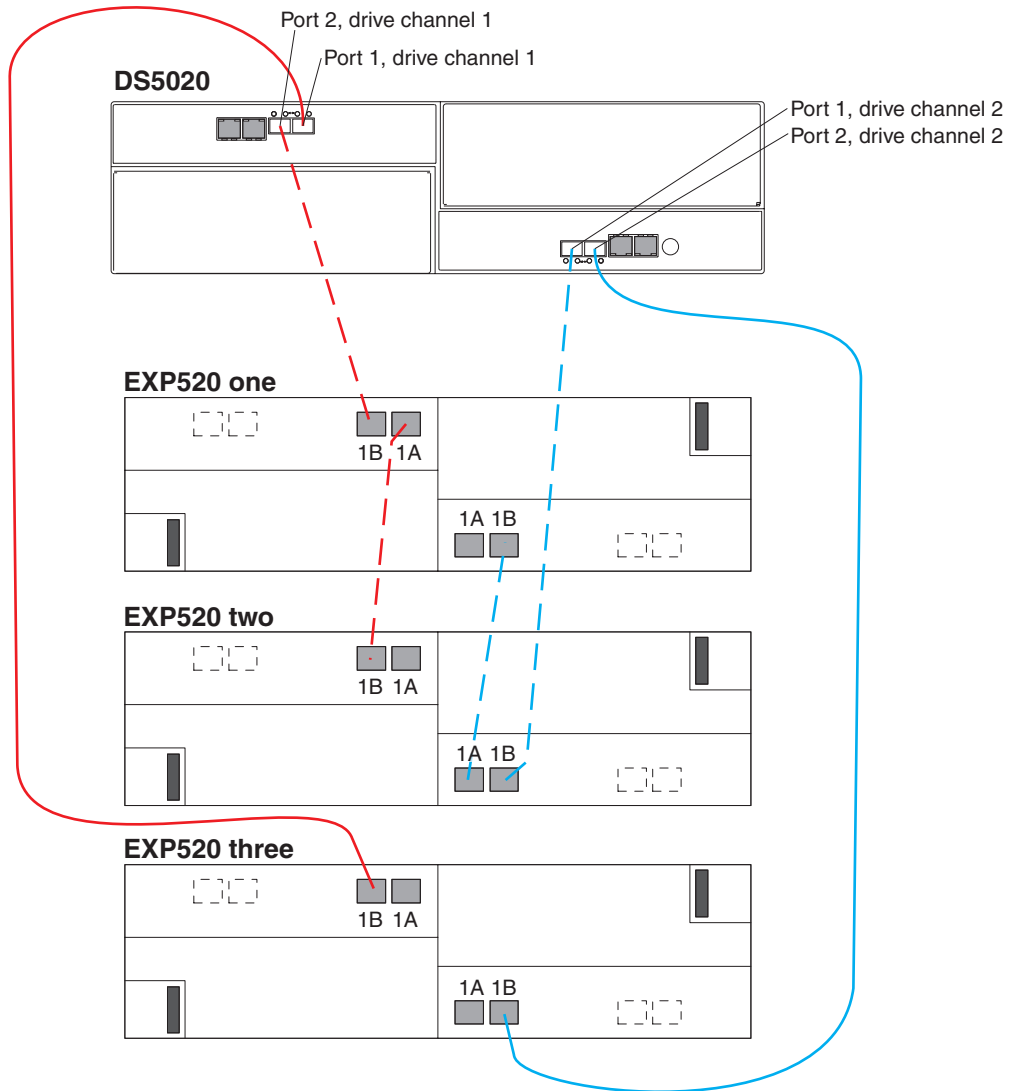 Port 2, drive channel 1
Port 1, drive channel 1
DS5020
Port 1, drive channel 2
Port 2, drive channel 2
EXP520 one
1B 1A
1A 1B
EXP520 two
1B 1A
1A 1B
EXP520 three
1B 1A
1A 1B